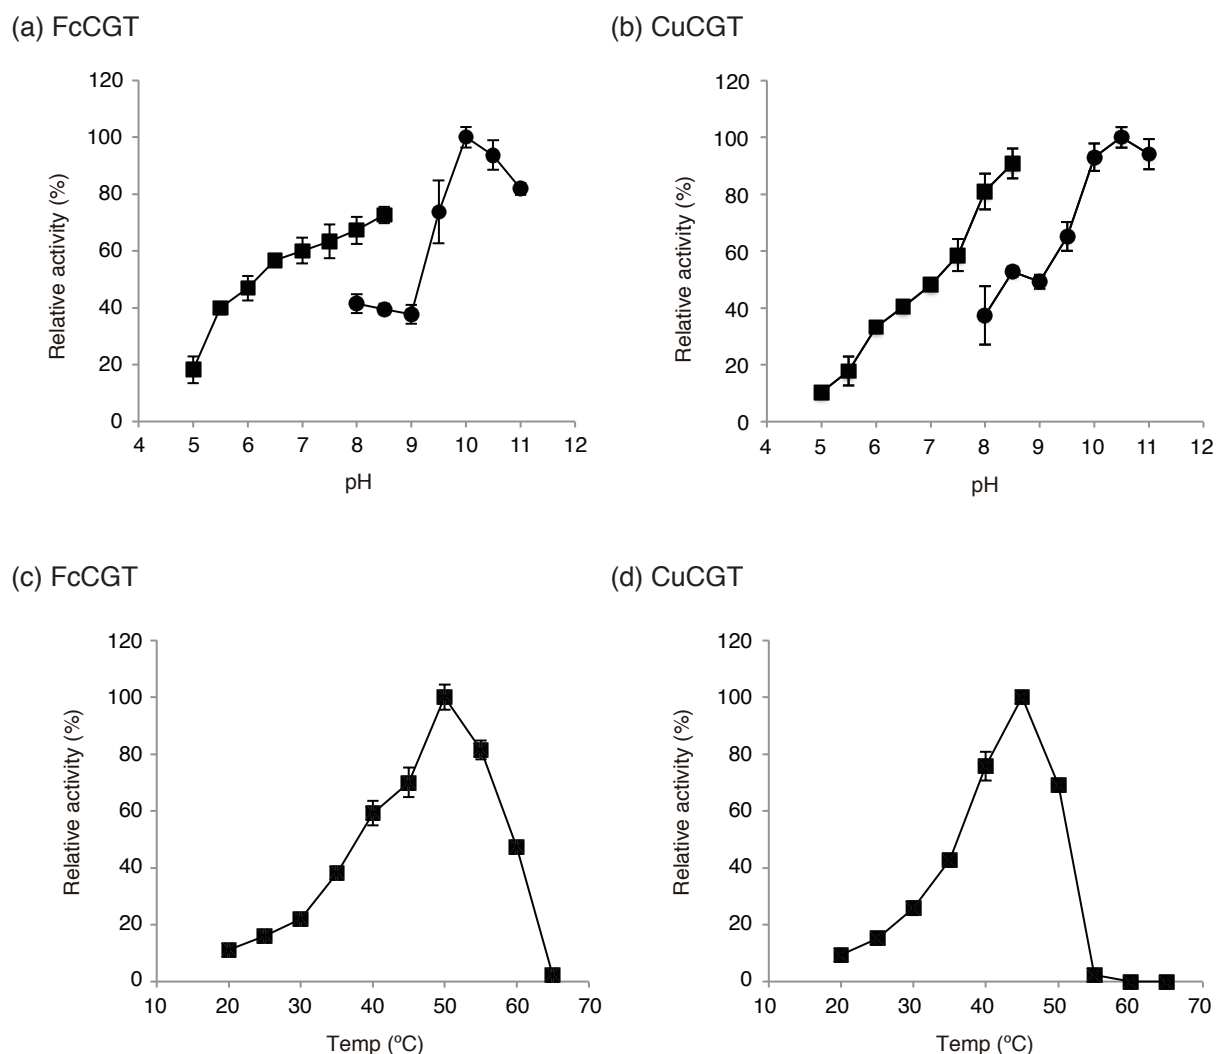 (a) FcCGT
120
100
80
60
40
20
0
Relative activity (%)
4 5 6 7 8 9 10 11 12
pH
(b) CuCGT
120
100
80
60
40
20
0
Relative activity (%)
4 5 6 7 8 9 10 11 12
pH
(c) FcCGT
120
100
80
60
40
20
0
Relative activity (%)
10 20 30 40 50 60 70
Temp (ºC)
(d) CuCGT
120
100
80
60
40
20
0
Relative activity (%)
10 20 30 40 50 60 70
Temp (ºC)